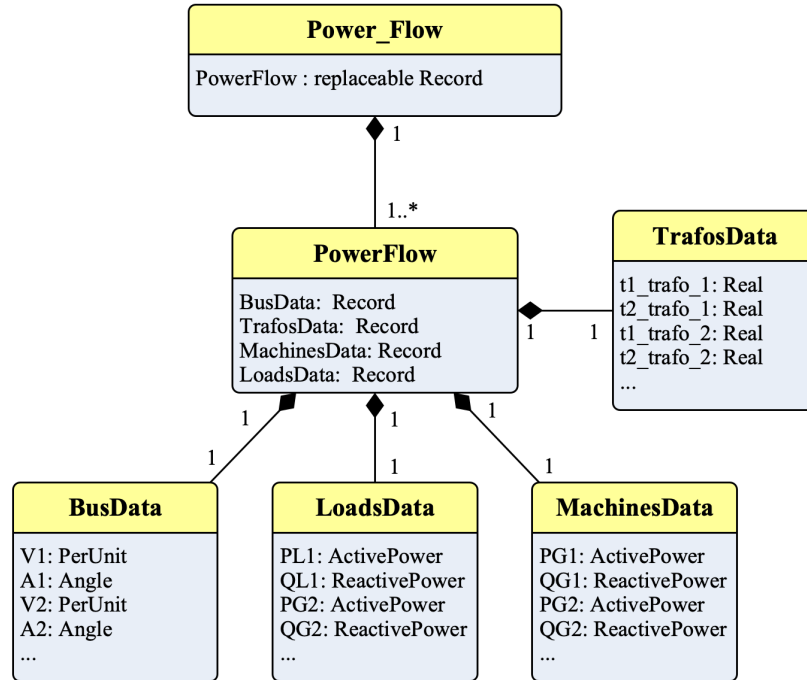 Power_Flow
PowerFlow : replaceable Record
1
1..*
PowerFlow
BusData: Record
TrafosData: Record
MachinesData: Record
LoadsData: Record
1
1
TrafosData
t1_trafo_1: Real
t2_trafo_1: Real
t1_trafo_2: Real
t2_trafo_2: Real
...
1
1
1
1
1
1
BusData
V1: PerUnit
A1: Angle
V2: PerUnit
A2: Angle
...
LoadsData
PL1: ActivePower
QL1: ReactivePower
PG2: ActivePower
QG2: ReactivePower
...
MachinesData
PG1: ActivePower
QG1: ReactivePower
PG2: ActivePower
QG2: ReactivePower
...